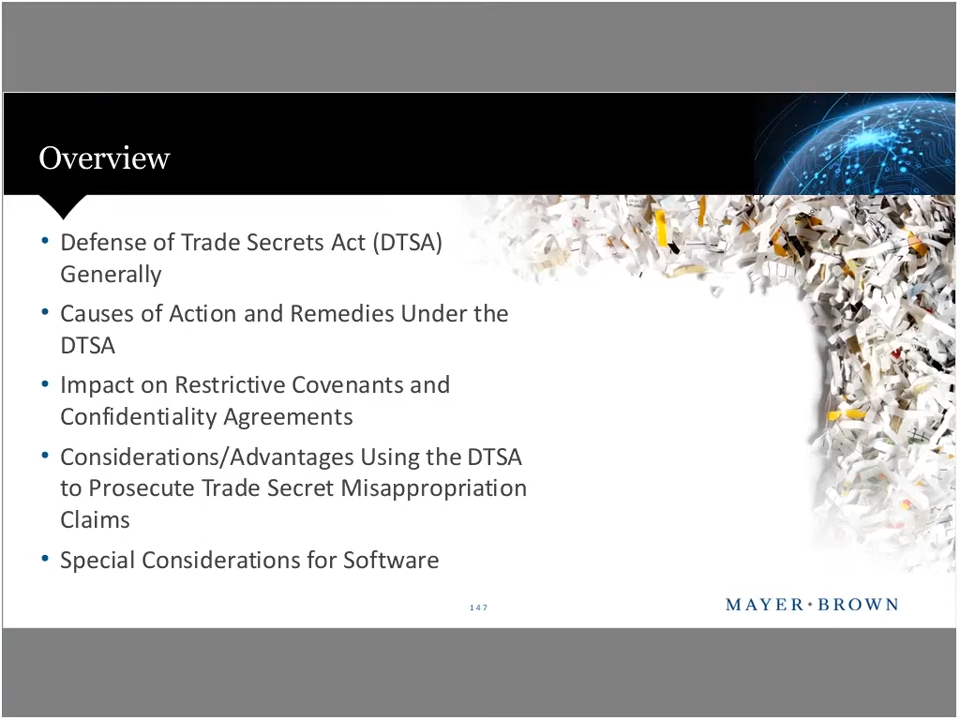 Overview
• Defense of Trade Secrets Act (DTSA)
Generally
• Causes of Action and Remedies Under the
DTSA
• Impact on Restrictive Covenants and
Confidentiality Agreements
• Considerations/Advantages Using the DTSA
to Prosecute Trade Secret Misappropriation
Claims
• Special Considerations for Software
147
MAYER•BROWN